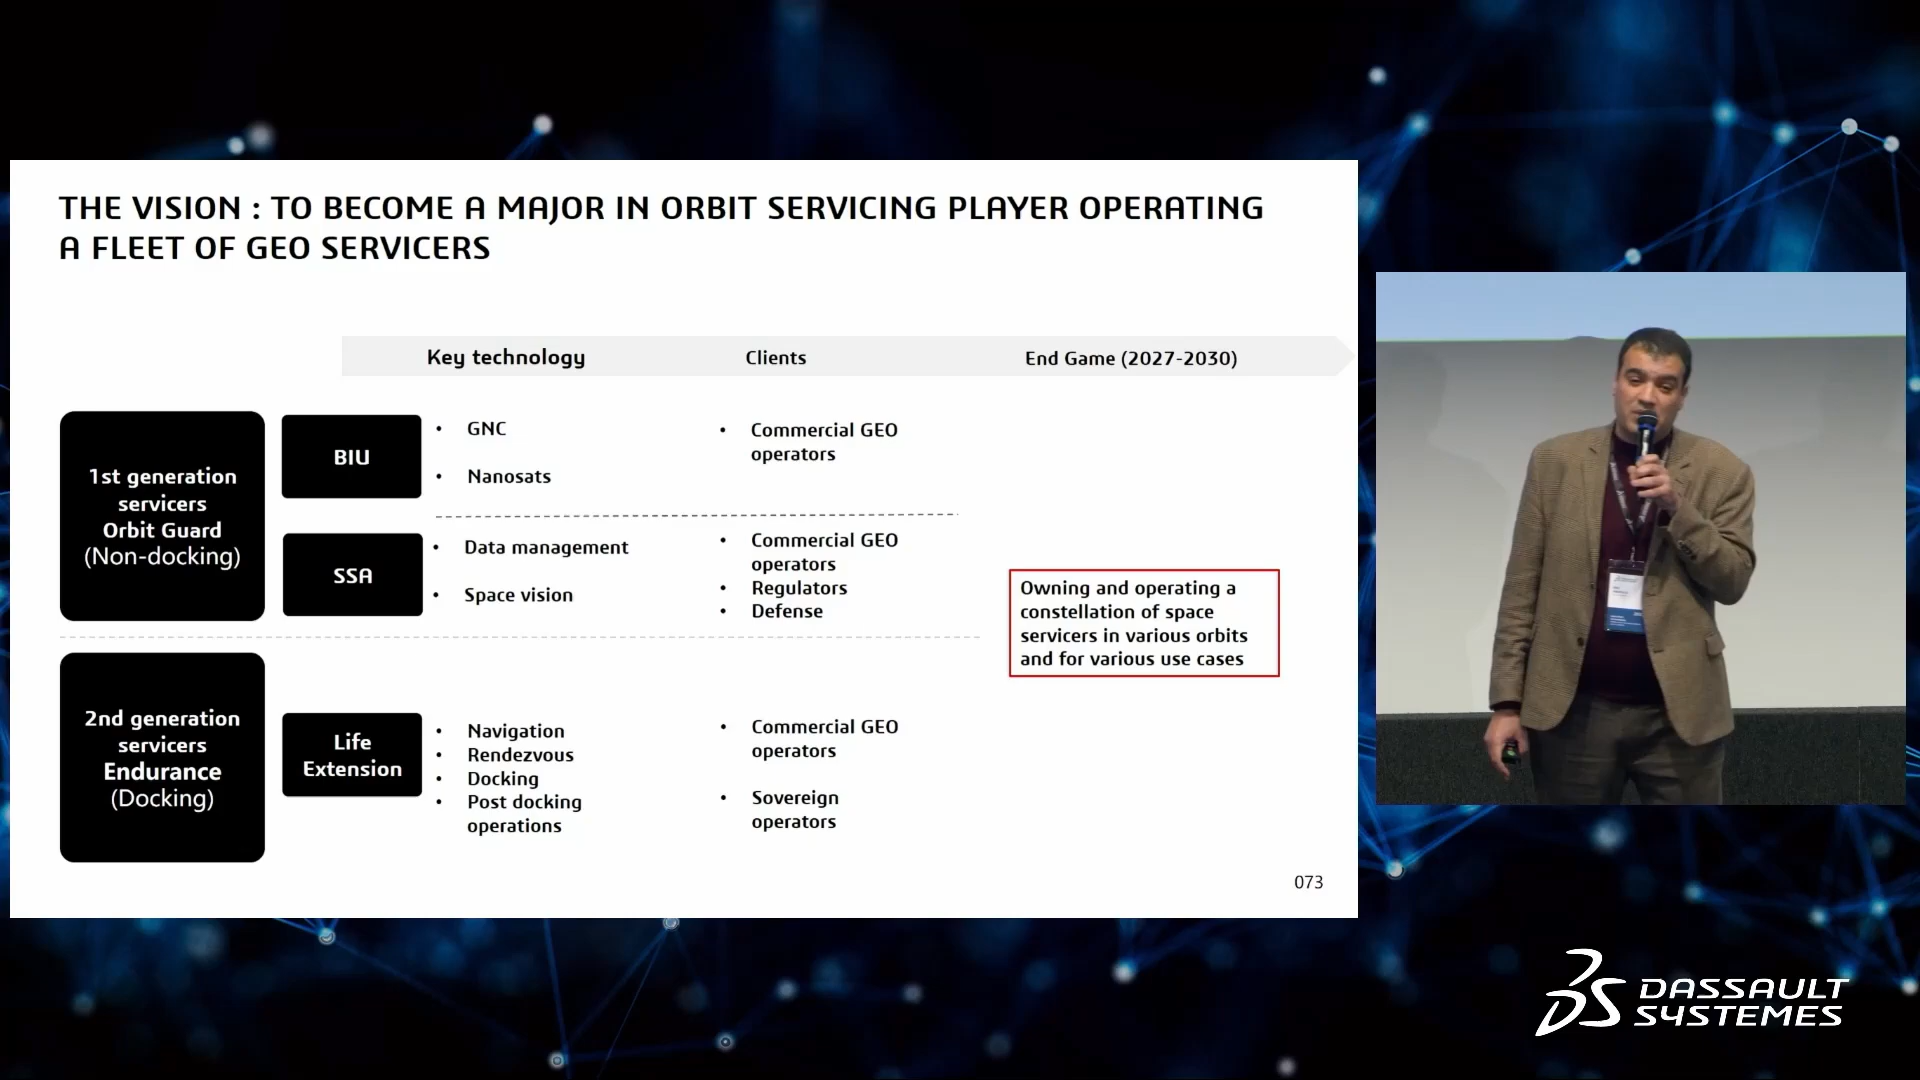 THE VISION : TO BECOME A MAJOR IN ORBIT SERVICING PLAYER OPERATING
A FLEET OF GEO SERVICERS
Key technology
Clients
End Game (2027-2030)
1st generation
servicers
Orbit Guard
(Non-docking)
BIU
• GNC
• Nanosats
• Commercial GEO
operators
SSA
• Data management
• Space vision
• Commercial GEO
operators
• Regulators
• Defense
Owning and operating a
constellation of space
servicers in various orbits
and for various use cases
2nd generation
servicers
Endurance
(Docking)
Life
Extension
• Navigation
• Rendezvous
• Docking
• Post docking
operations
• Commercial GEO
operators
• Sovereign
operators
073
DASSAULT
SYSTEMES